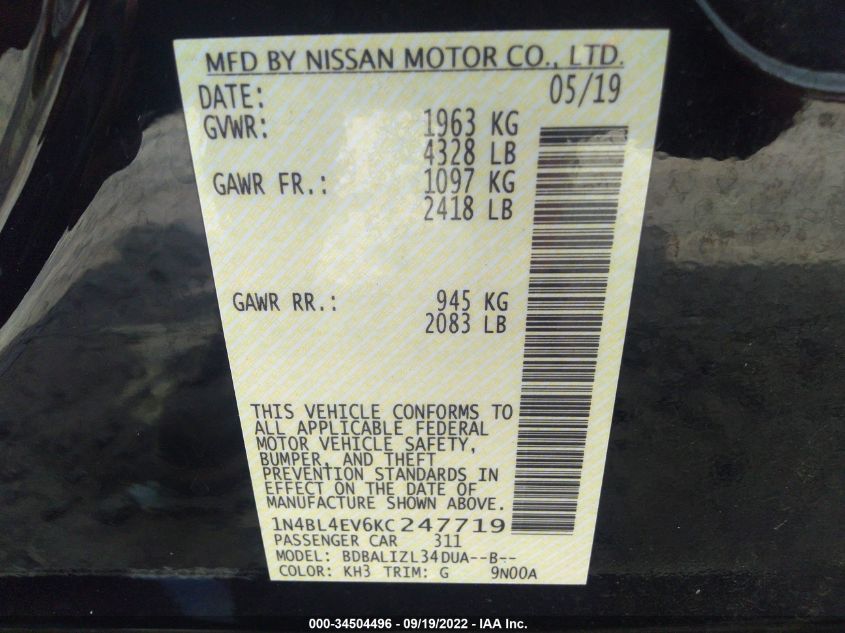 MFD BY NISSAN MOTOR CO., LTD.
DATE: 05/19
GVWR: 1963 KG
4328 LB
GAWR FR.: 1097 KG
2418 LB
GAWR RR.: 945 KG
2083 LB
THIS VEHICLE CONFORMS TO
ALL APPLICABLE FEDERAL
MOTOR VEHICLE SAFETY,
BUMPER, AND THEFT
PREVENTION STANDARDS IN
EFFECT ON THE DATE OF
MANUFACTURE SHOWN ABOVE.
1N4BL4EV6KC247719
PASSENGER CAR 311
MODEL: BDBALIZL34DUA--B--
COLOR: KH3 TRIM: G 9N00A
000-34504496 - 09/19/2022 - IAA Inc.